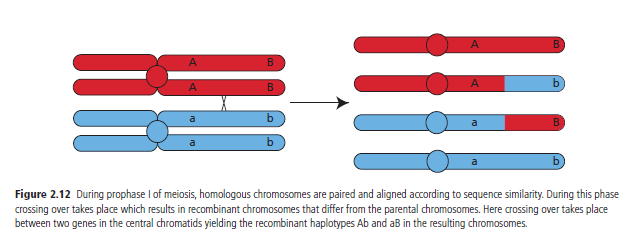 A B
A B
a b
a b
A B
A b
a B
a b
Figure 2.12 During prophase I of meiosis, homologous chromosomes are paired and aligned according to sequence similarity. During this phase
crossing over takes place which results in recombinant chromosomes that differ from the parental chromosomes. Here crossing over takes place
between two genes in the central chromatids yielding the recombinant haplotypes Ab and aB in the resulting chromosomes.